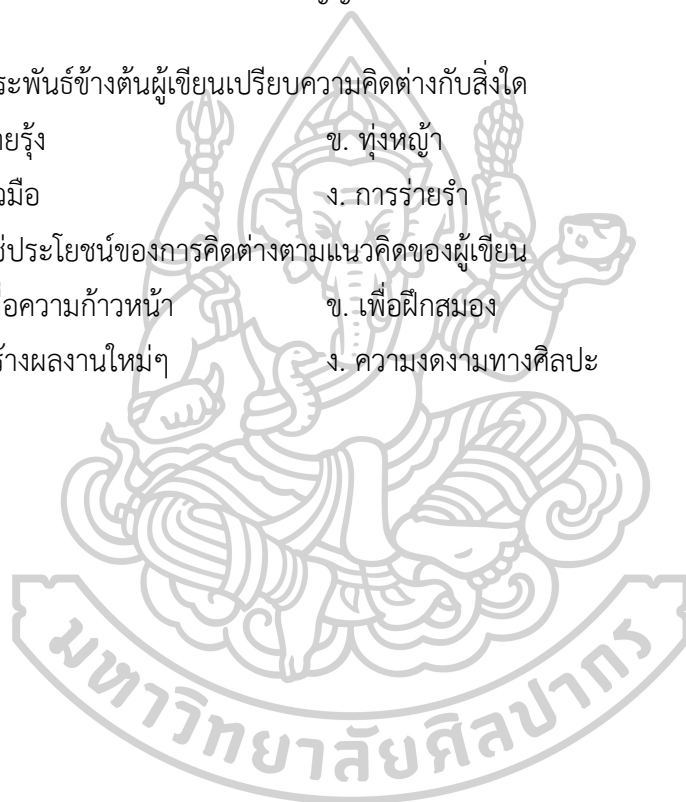 ระพันธ์ข้างต้นผู้เขียนเปรียบความคิดต่างกับสิ่งใด
ายรุ้ง ข. ทุ่งหญ้า
วมือ ง. การร่ายรำ
ช่ประโยชน์ของการคิดต่างตามแนวคิดของผู้เขียน
ื่อความก้าวหน้า ข. เพื่อฝึกสมอง
ร้างผลงานใหม่ๆ ง. ความงดงามทางศิลปะ
มหาวิทยาลัยศิลปากร